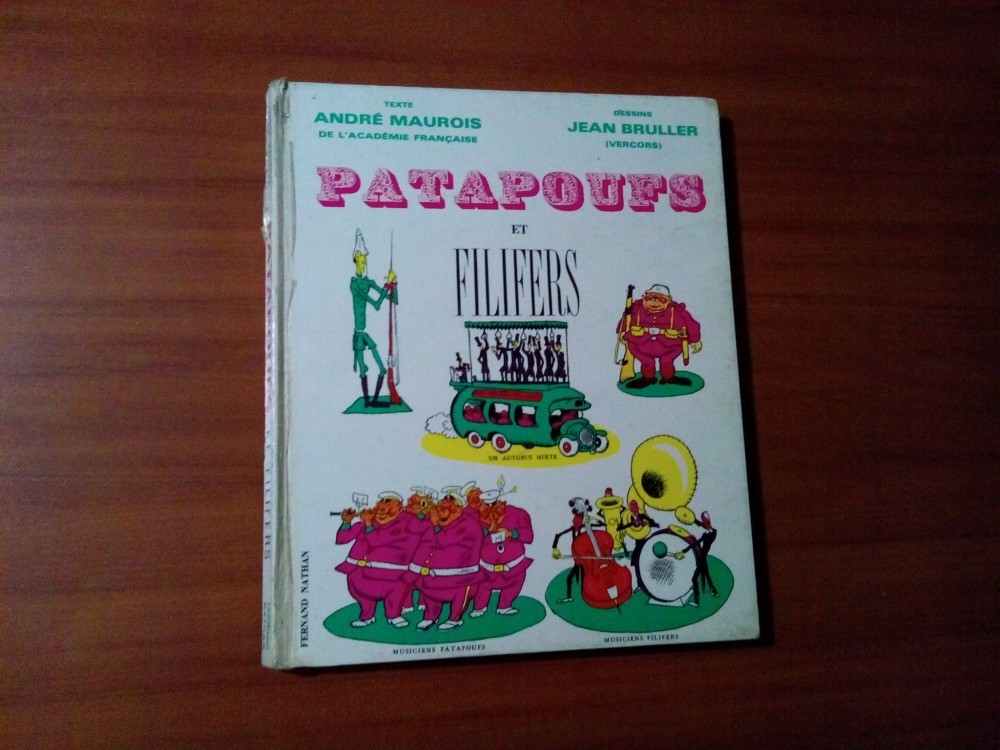 TEXTE
ANDRÉ MAUROIS
DE L'ACADÉMIE FRANÇAISE
DESSINS
JEAN BRULLER
(VERCORS)
PATAPOUFS
ET
FILIFERS
UN AUTOBUS MIXTE
MUSICIENS PATAPOUFS
MUSICIENS FILIFERS
FERNAND NATHAN